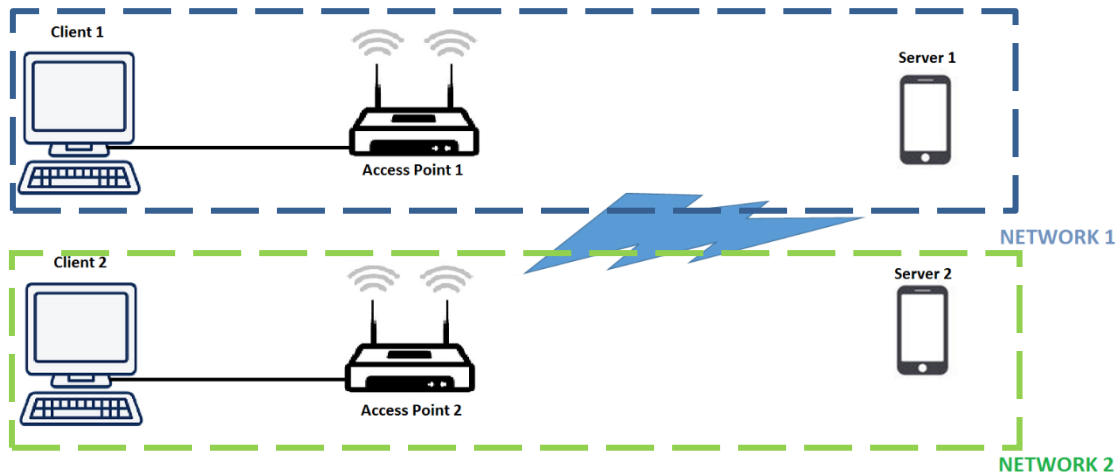 Client 1
Server 1
Access Point 1
NETWORK 1
Client 2
Server 2
Access Point 2
NETWORK 2